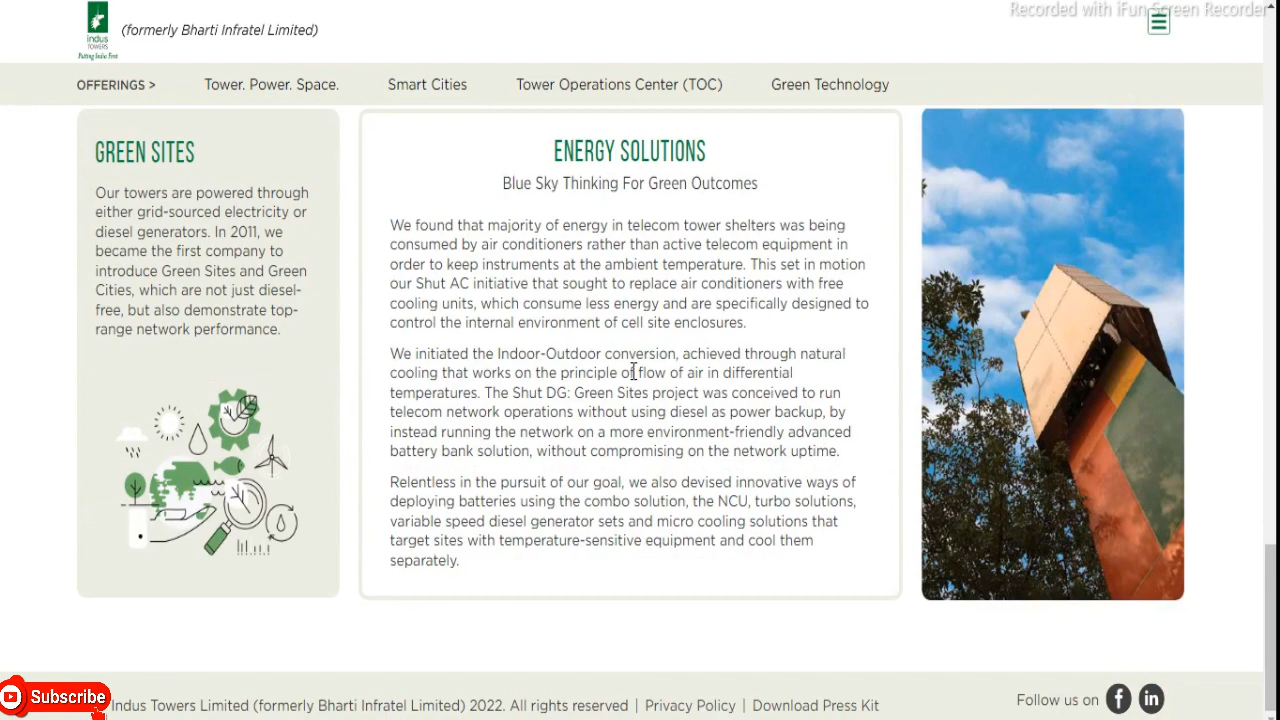 Recorded with iFun Screen Recorder
indus
TOWERS
Putting India First
(formerly Bharti Infratel Limited)
OFFERINGS >
Tower. Power. Space.
Smart Cities
Tower Operations Center (TOC)
Green Technology
GREEN SITES
Our towers are powered through
either grid-sourced electricity or
diesel generators. In 2011, we
became the first company to
introduce Green Sites and Green
Cities, which are not just diesel-
free, but also demonstrate top-
range network performance.
ENERGY SOLUTIONS
Blue Sky Thinking For Green Outcomes
We found that majority of energy in telecom tower shelters was being
consumed by air conditioners rather than active telecom equipment in
order to keep instruments at the ambient temperature. This set in motion
our Shut AC initiative that sought to replace air conditioners with free
cooling units, which consume less energy and are specifically designed to
control the internal environment of cell site enclosures.
We initiated the Indoor-Outdoor conversion, achieved through natural
cooling that works on the principle of flow of air in differential
temperatures. The Shut DG: Green Sites project was conceived to run
telecom network operations without using diesel as power backup, by
instead running the network on a more environment-friendly advanced
battery bank solution, without compromising on the network uptime.
Relentless in the pursuit of our goal, we also devised innovative ways of
deploying batteries using the combo solution, the NCU, turbo solutions,
variable speed diesel generator sets and micro cooling solutions that
target sites with temperature-sensitive equipment and cool them
separately.
Subscribe
Indus Towers Limited (formerly Bharti Infratel Limited) 2022. All rights reserved | Privacy Policy | Download Press Kit
Follow us on